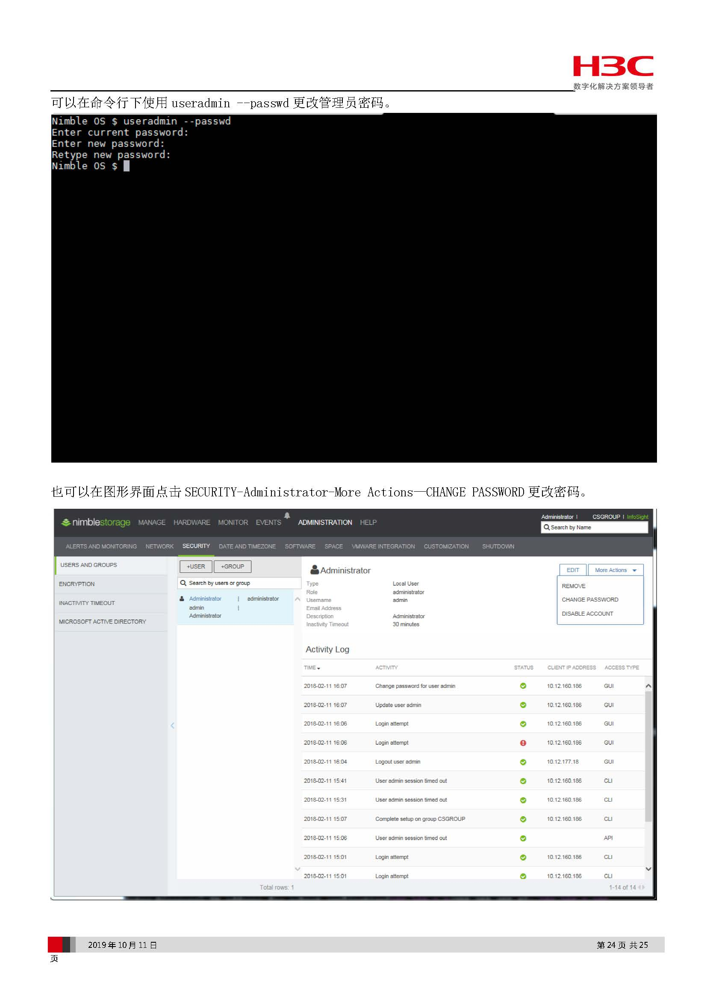 H3C
数字化解决方案领导者
可以在命令行下使用 useradmin --passwd 更改管理员密码。
Nimble OS $ useradmin --passwd
Enter current password:
Enter new password:
Retype new password:
Nimble OS $
也可以在图形界面点击 SECURITY-Administrator-More Actions—CHANGE PASSWORD 更改密码。
nimblestorage MANAGE HARDWARE MONITOR EVENTS ADMINISTRATION HELP
Administrator | CSGROUP | InfoSight
Search by Name
ALERTS AND MONITORING NETWORK SECURITY DATE AND TIMEZONE SOFTWARE SPACE VMWARE INTEGRATION CUSTOMIZATION SHUTDOWN
USERS AND GROUPS
ENCRYPTION
INACTIVITY TIMEOUT
MICROSOFT ACTIVE DIRECTORY
+USER +GROUP
Search by users or group
Administrator | administrator
admin |
Administrator
Total rows: 1
Administrator
EDIT More Actions
REMOVE
CHANGE PASSWORD
DISABLE ACCOUNT
Type Local User
Role administrator
Username admin
Email Address
Description Administrator
Inactivity Timeout 30 minutes
Activity Log
TIME ACTIVITY STATUS CLIENT IP ADDRESS ACCESS TYPE
2018-02-11 16:07 Change password for user admin 10.12.160.186 GUI
2018-02-11 16:07 Update user admin 10.12.160.186 GUI
2018-02-11 16:06 Login attempt 10.12.160.186 GUI
2018-02-11 16:06 Login attempt 10.12.160.186 GUI
2018-02-11 16:04 Logout user admin 10.12.177.18 GUI
2018-02-11 15:41 User admin session timed out 10.12.160.186 CLI
2018-02-11 15:31 User admin session timed out 10.12.160.186 CLI
2018-02-11 15:07 Complete setup on group CSGROUP 10.12.160.186 CLI
2018-02-11 15:06 User admin session timed out API
2018-02-11 15:01 Login attempt 10.12.160.186 CLI
2018-02-11 15:01 Login attempt 10.12.160.186 CLI
1-14 of 14
2019 年 10 月 11 日 第 24 页 共 25
页